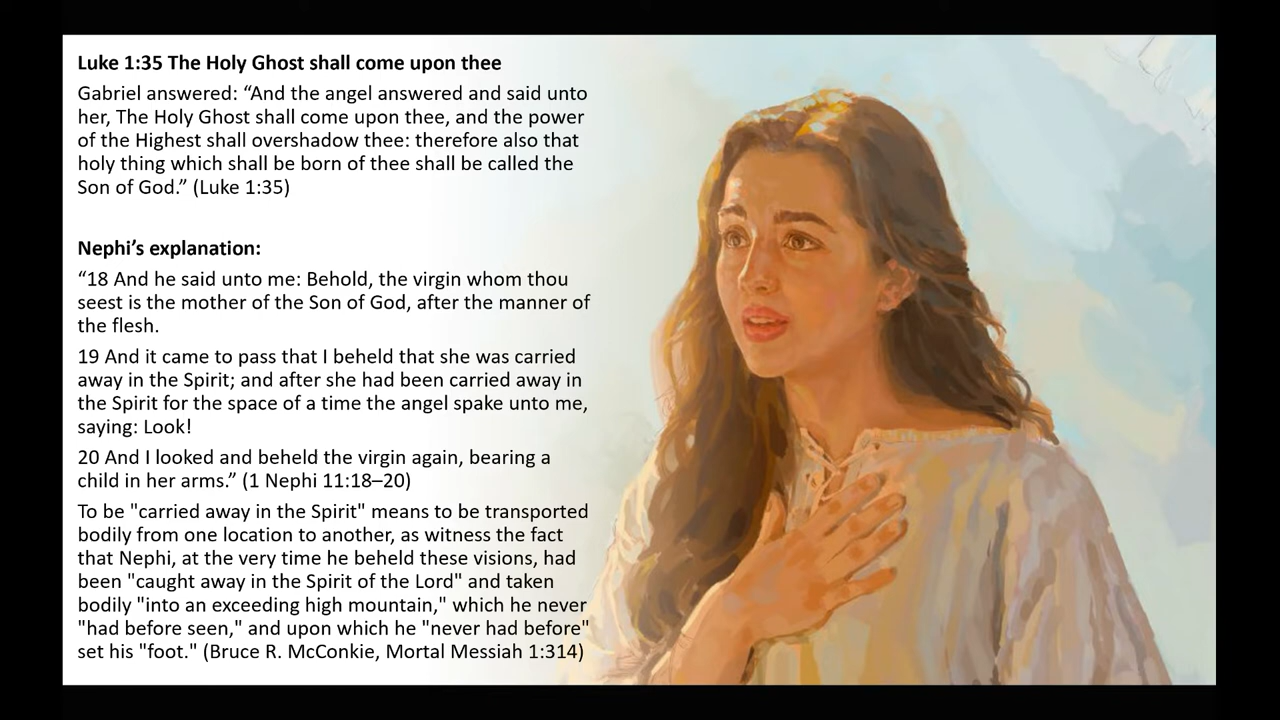 Luke 1:35 The Holy Ghost shall come upon thee
Gabriel answered: “And the angel answered and said unto
her, The Holy Ghost shall come upon thee, and the power
of the Highest shall overshadow thee: therefore also that
holy thing which shall be born of thee shall be called the
Son of God.” (Luke 1:35)
Nephi’s explanation:
“18 And he said unto me: Behold, the virgin whom thou
seest is the mother of the Son of God, after the manner of
the flesh.
19 And it came to pass that I beheld that she was carried
away in the Spirit; and after she had been carried away in
the Spirit for the space of a time the angel spake unto me,
saying: Look!
20 And I looked and beheld the virgin again, bearing a
child in her arms.” (1 Nephi 11:18–20)
To be "carried away in the Spirit" means to be transported
bodily from one location to another, as witness the fact
that Nephi, at the very time he beheld these visions, had
been "caught away in the Spirit of the Lord" and taken
bodily "into an exceeding high mountain," which he never
"had before seen," and upon which he "never had before"
set his "foot." (Bruce R. McConkie, Mortal Messiah 1:314)